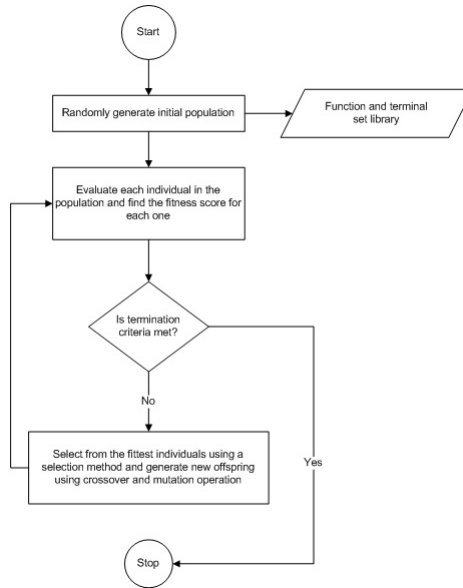 Start
Randomly generate initial population
Function and terminal
set library
Evaluate each individual in the
population and find the fitness score for
each one
Is termination
criteria met?
No
Yes
Select from the fittest individuals using a
selection method and generate new offspring
using crossover and mutation operation
Stop